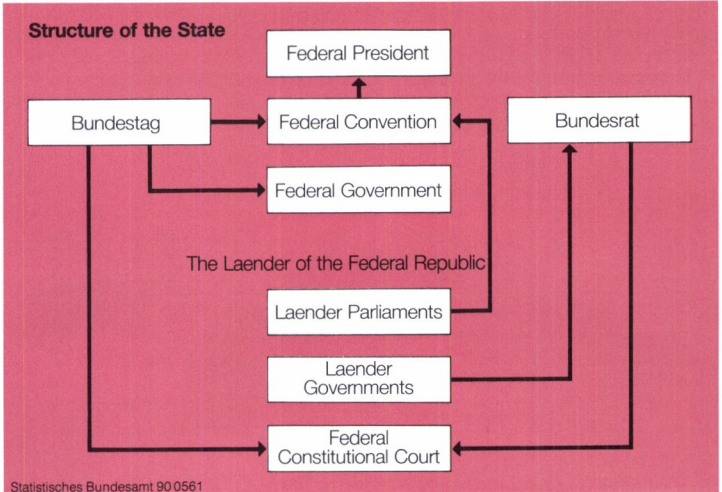 Structure of the State
Federal President
Bundestag
Federal Convention
Bundesrat
Federal Government
The Laender of the Federal Republic
Laender Parliaments
Laender
Governments
Federal
Constitutional Court
Statistisches Bundesamt 90 0561